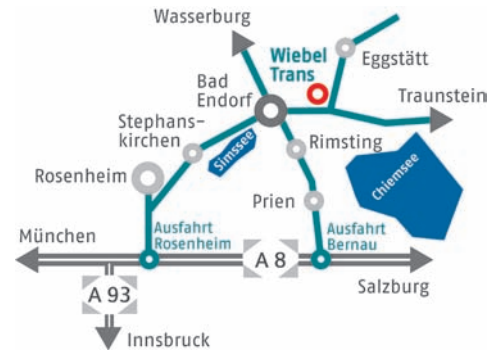 Wasserburg
Wiebel
Trans
Eggstätt
Bad
Endorf
Traunstein
Stephans-
kirchen
Simssee
Rimsting
Rosenheim
Chiemsee
Prien
München
Ausfahrt
Rosenheim
Ausfahrt
Bernau
A 8
Salzburg
A 93
Innsbruck